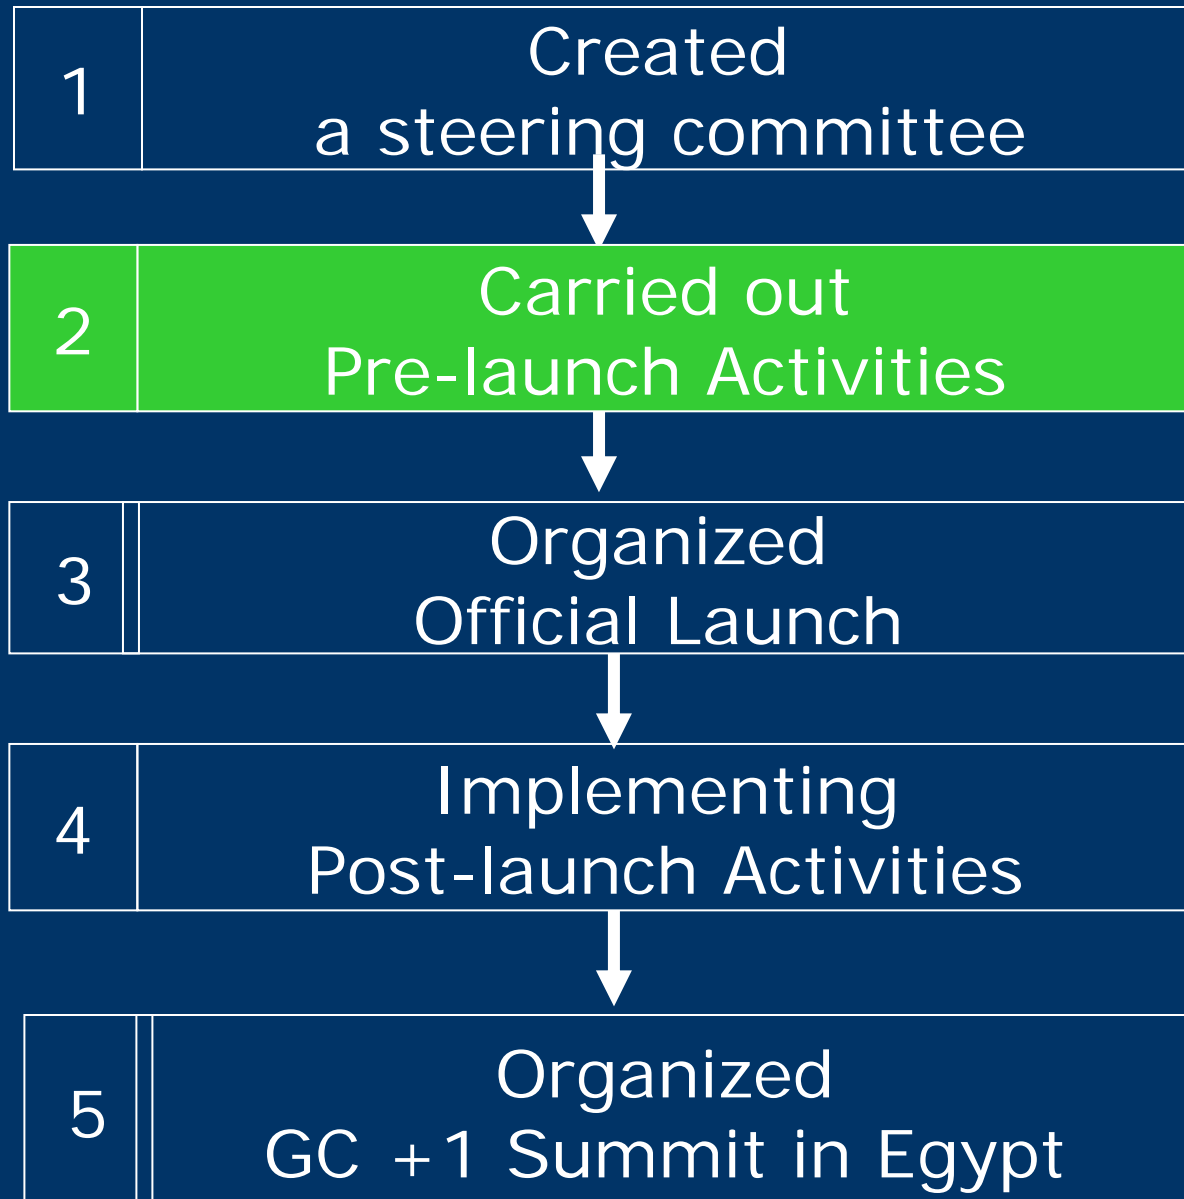 1
Created
a steering committee
2
Carried out
Pre-launch Activities
3
Organized
Official Launch
4
Implementing
Post-launch Activities
5
Organized
GC +1 Summit in Egypt